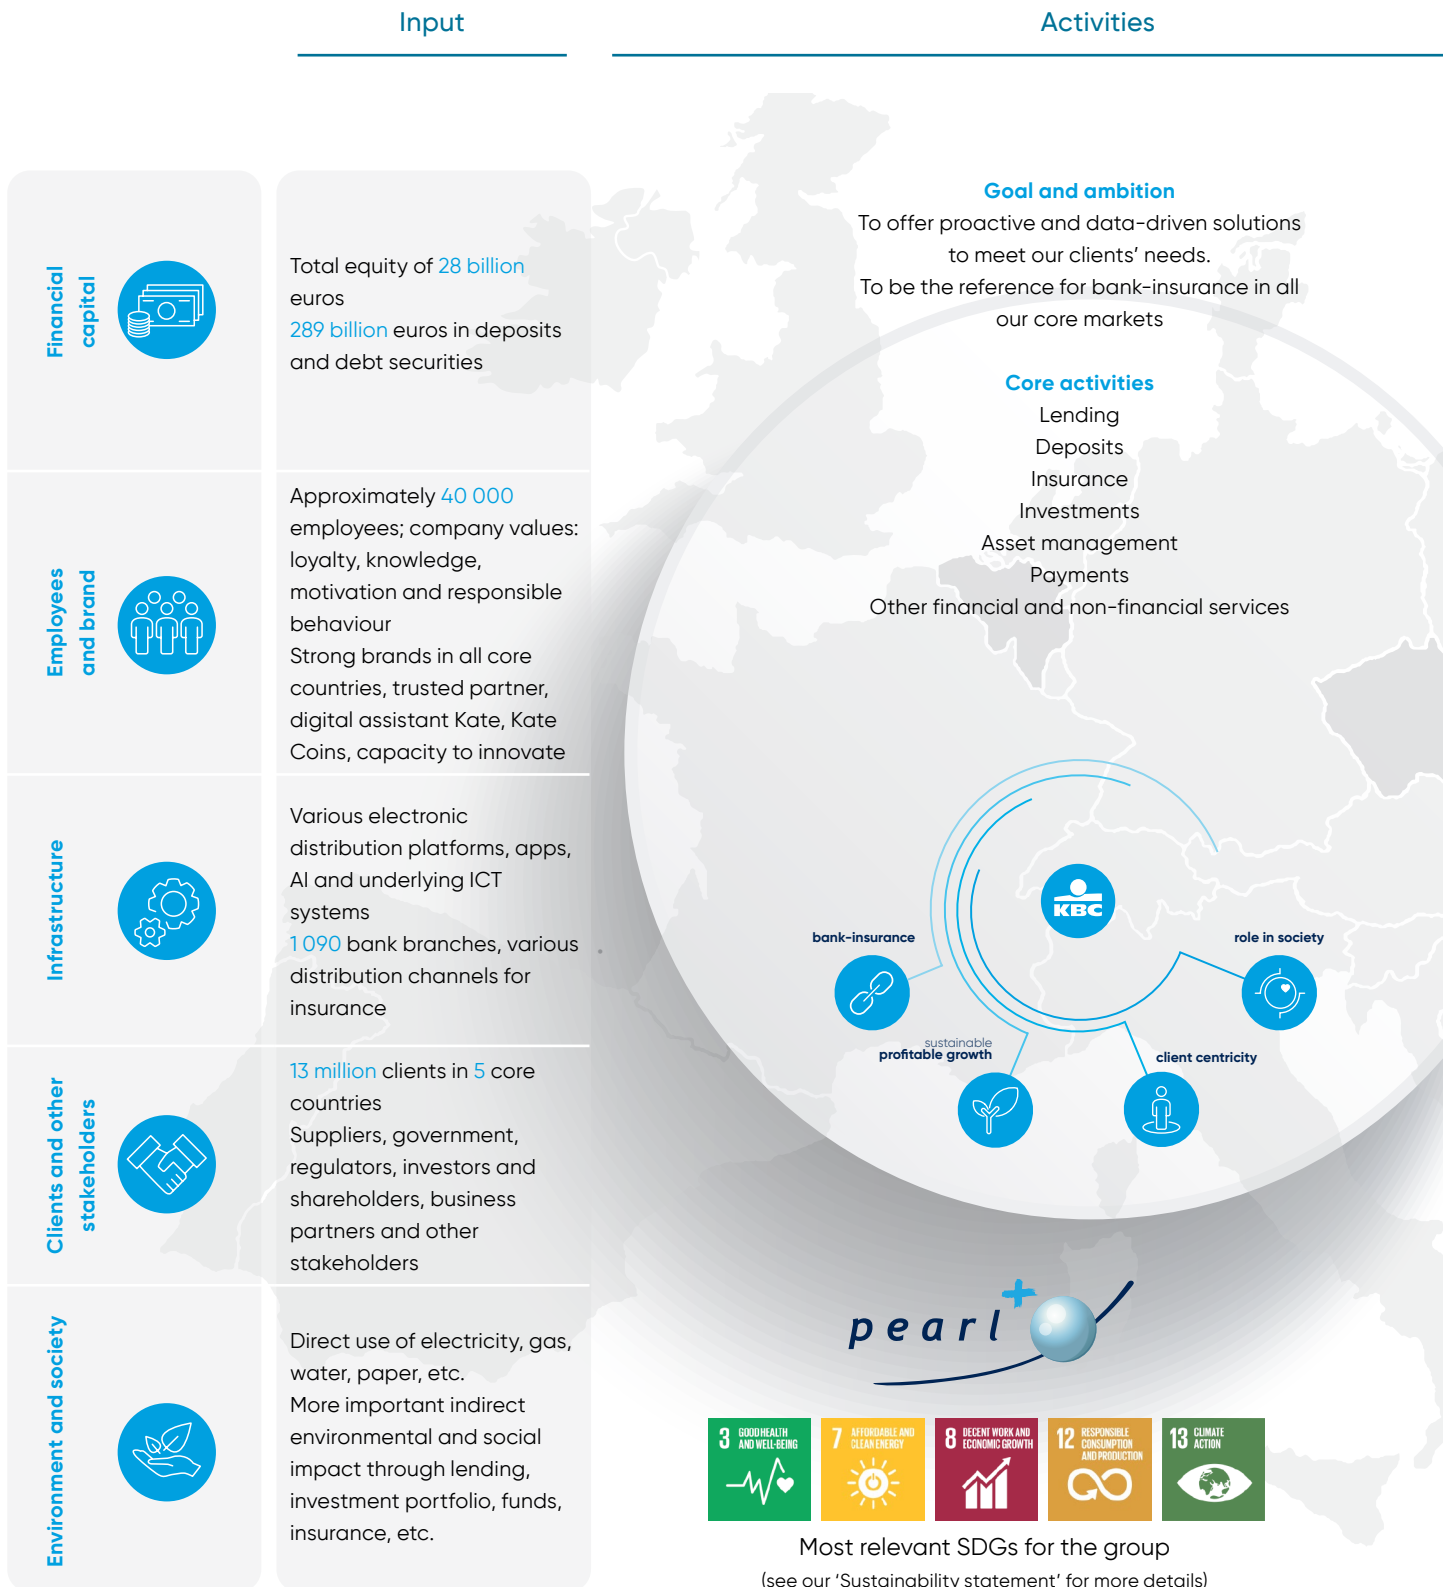 Input
Activities
Financial
capital
Total equity of 28 billion
euros
289 billion euros in deposits
and debt securities
Employees
and brand
Approximately 40 000
employees; company values:
loyalty, knowledge,
motivation and responsible
behaviour
Strong brands in all core
countries, trusted partner,
digital assistant Kate, Kate
Coins, capacity to innovate
Infrastructure
Various electronic
distribution platforms, apps,
AI and underlying ICT
systems
1 090 bank branches, various
distribution channels for
insurance
Clients and other
stakeholders
13 million clients in 5 core
countries
Suppliers, government,
regulators, investors and
shareholders, business
partners and other
stakeholders
Environment and society
Direct use of electricity, gas,
water, paper, etc.
More important indirect
environmental and social
impact through lending,
investment portfolio, funds,
insurance, etc.
Goal and ambition
To offer proactive and data-driven solutions
to meet our clients' needs.
To be the reference for bank-insurance in all
our core markets
Core activities
Lending
Deposits
Insurance
Investments
Asset management
Payments
Other financial and non-financial services
KBC
bank-insurance
role in society
sustainable
profitable growth
client centricity
pearl+
3 GOOD HEALTH
AND WELL-BEING
7 AFFORDABLE AND
CLEAN ENERGY
8 DECENT WORK AND
ECONOMIC GROWTH
12 RESPONSIBLE
CONSUMPTION
AND PRODUCTION
13 CLIMATE
ACTION
Most relevant SDGs for the group
(see our 'Sustainability statement' for more details)